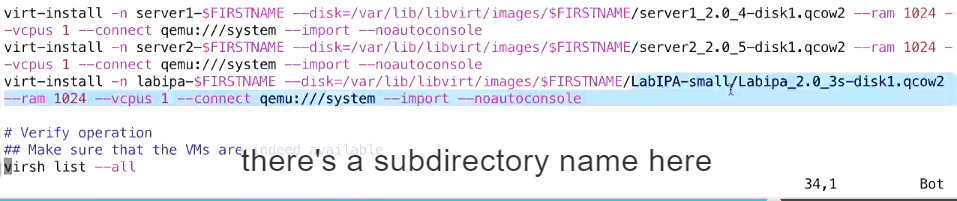 virt-install -n server1-$FIRSTNAME --disk=/var/lib/libvirt/images/$FIRSTNAME/server1_2.0_4-disk1.qcow2 --ram 1024 -
-vcpus 1 --connect qemu:///system --import --noautoconsole
virt-install -n server2-$FIRSTNAME --disk=/var/lib/libvirt/images/$FIRSTNAME/server2_2.0_5-disk1.qcow2 --ram 1024 -
-vcpus 1 --connect qemu:///system --import --noautoconsole
virt-install -n labipa-$FIRSTNAME --disk=/var/lib/libvirt/images/$FIRSTNAME/LabIPA-small/Labipa_2.0_3s-disk1.qcow2
--ram 1024 --vcpus 1 --connect qemu:///system --import --noautoconsole
# Verify operation
## Make sure that the VMs are indeed available
virsh list --all
there's a subdirectory name here
34,1 Bot